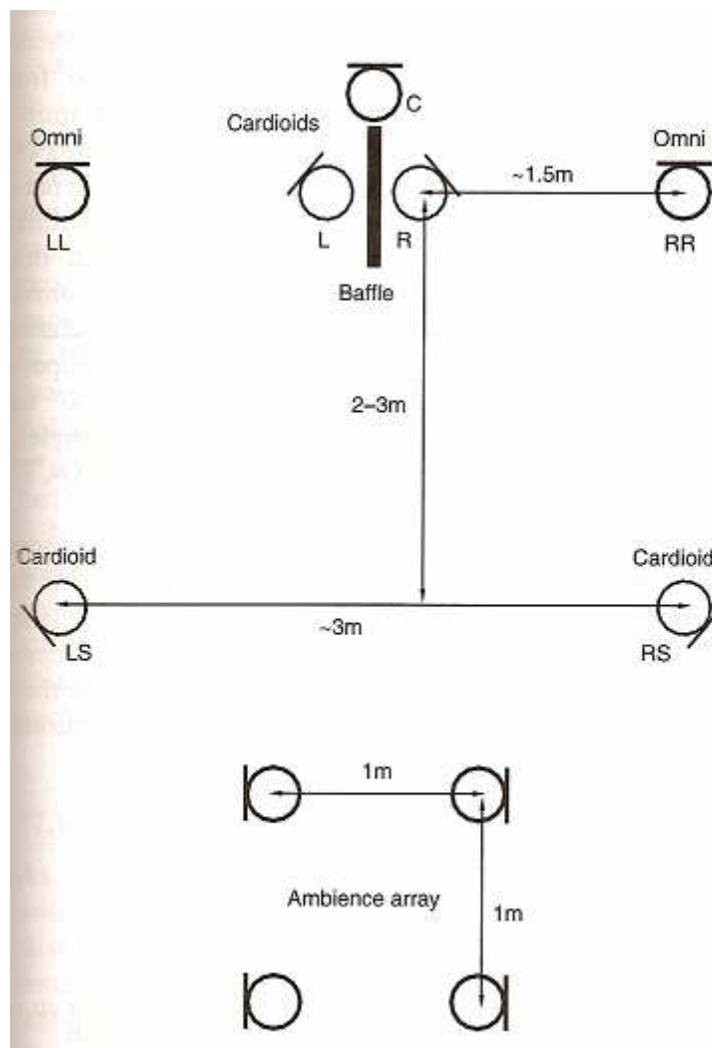 C
Cardioids
Omni
Omni
~1.5m
LL
L
R
RR
Baffle
2–3m
Cardioid
Cardioid
~3m
LS
RS
1m
Ambience array
1m